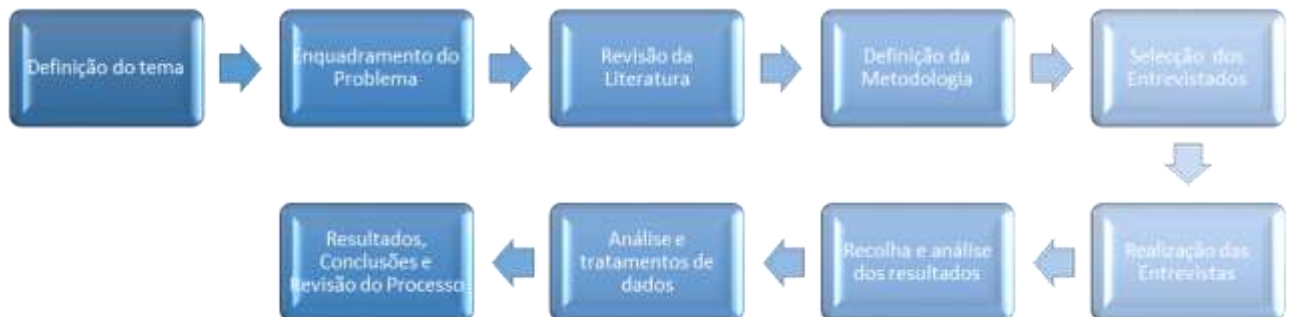 Definição do tema
Enquadramento do
Problema
Revisão da
Literatura
Definição da
Metodologia
Selecção dos
Entrevistados
Realização das
Entrevistas
Recolha e análise
dos resultados
Análise e
tratamentos de
dados
Resultados,
Conclusões e
Revisão do Processo